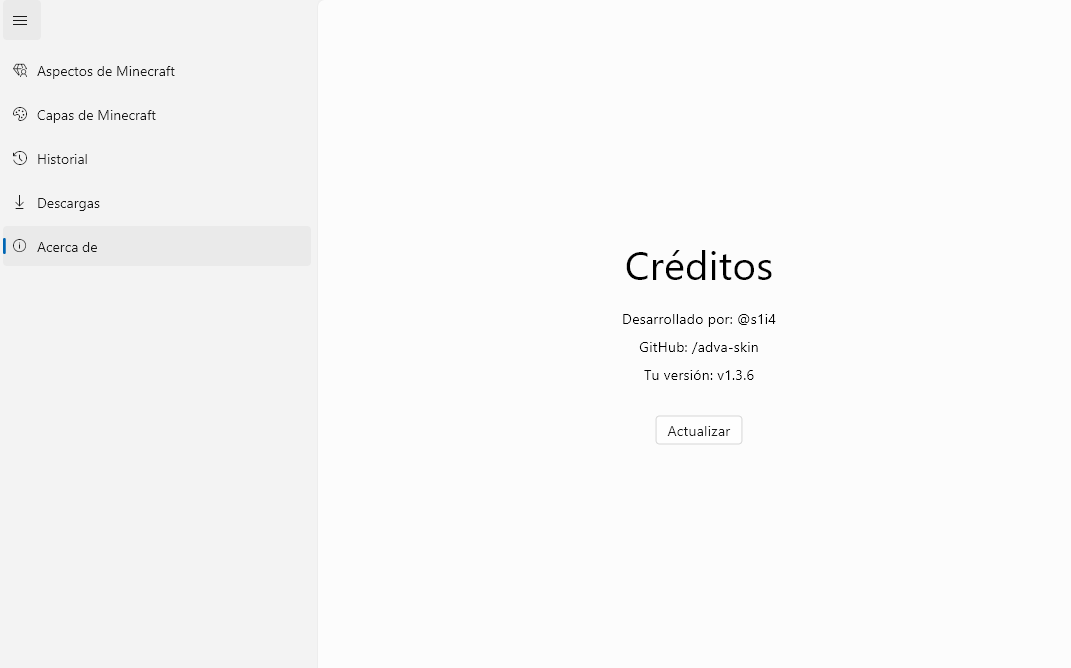 Aspectos de Minecraft
Capas de Minecraft
Historial
Descargas
Acerca de
Créditos
Desarrollado por: @s1i4
GitHub: /adva-skin
Tu versión: v1.3.6
Actualizar